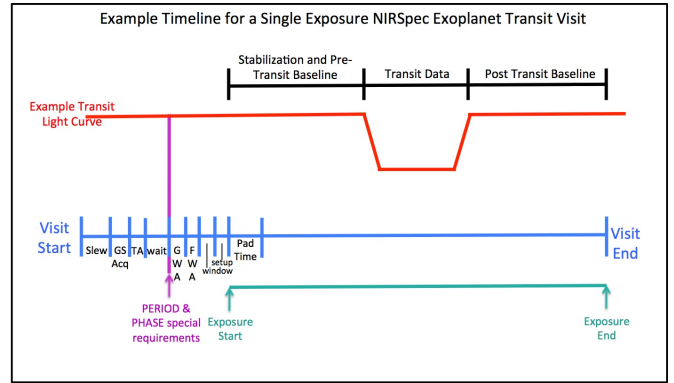 Example Timeline for a Single Exposure NIRSpec Exoplanet Transit Visit
Stabilization and Pre-
Transit Baseline
Transit Data
Post Transit Baseline
Example Transit
Light Curve
Visit
Start
Slew
GS
Acq
TA
wait
G
W
A
F
W
A
window
setup
Pad
Time
Visit
End
PERIOD &
PHASE special
requirements
Exposure
Start
Exposure
End